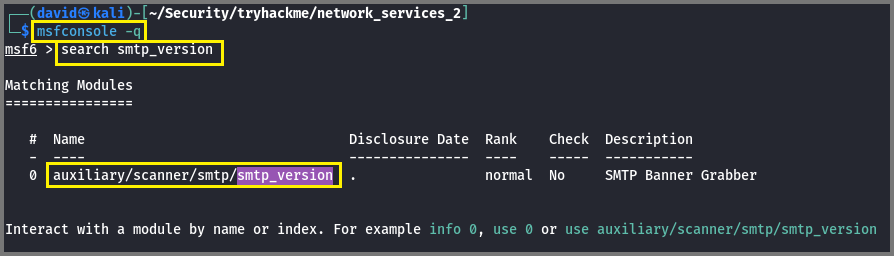 ┌──(david㉿kali)-[~/Security/tryhackme/network_services_2]
└─$ msfconsole -q
msf6 > search smtp_version
Matching Modules
================
#  Name                                Disclosure Date  Rank    Check  Description
-  ----                                ---------------  ----    -----  -----------
0  auxiliary/scanner/smtp/smtp_version  .                normal  No     SMTP Banner Grabber
Interact with a module by name or index. For example info 0, use 0 or use auxiliary/scanner/smtp/smtp_version